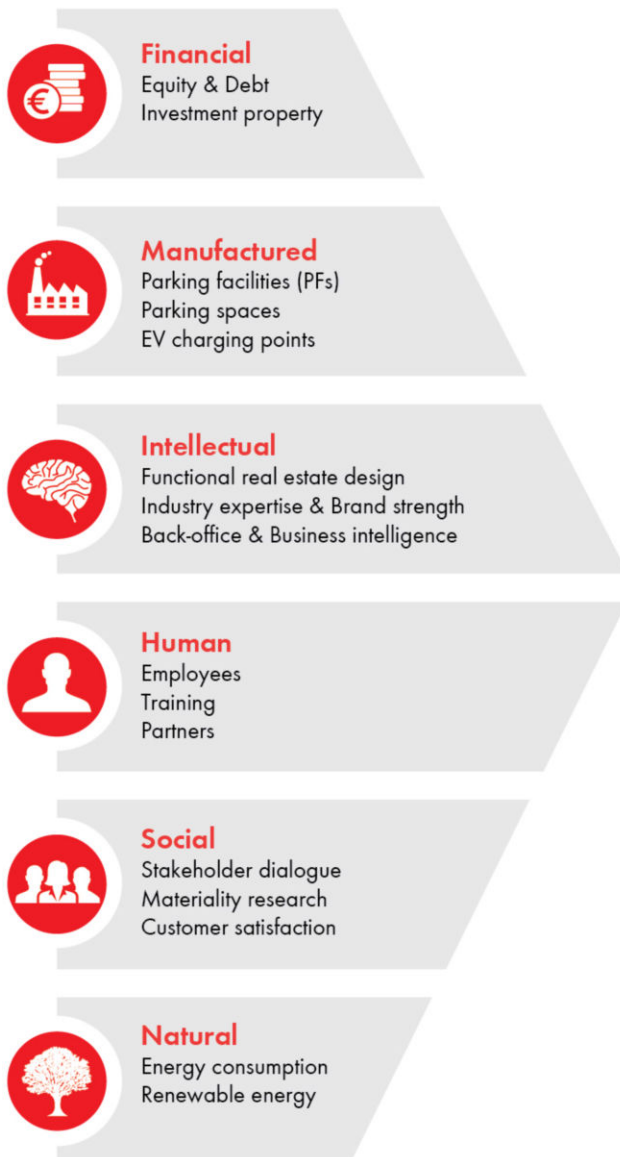 Financial
Equity & Debt
Investment property
Manufactured
Parking facilities (PFs)
Parking spaces
EV charging points
Intellectual
Functional real estate design
Industry expertise & Brand strength
Back-office & Business intelligence
Human
Employees
Training
Partners
Social
Stakeholder dialogue
Materiality research
Customer satisfaction
Natural
Energy consumption
Renewable energy